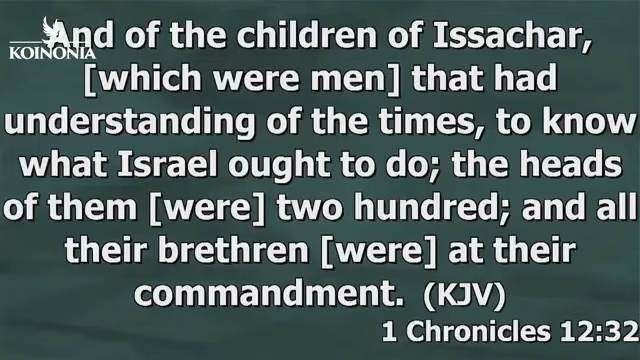 KOINONIA
And of the children of Issachar,
[which were men] that had
understanding of the times, to know
what Israel ought to do; the heads
of them [were] two hundred; and all
their brethren [were] at their
commandment. (KJV)
1 Chronicles 12:32